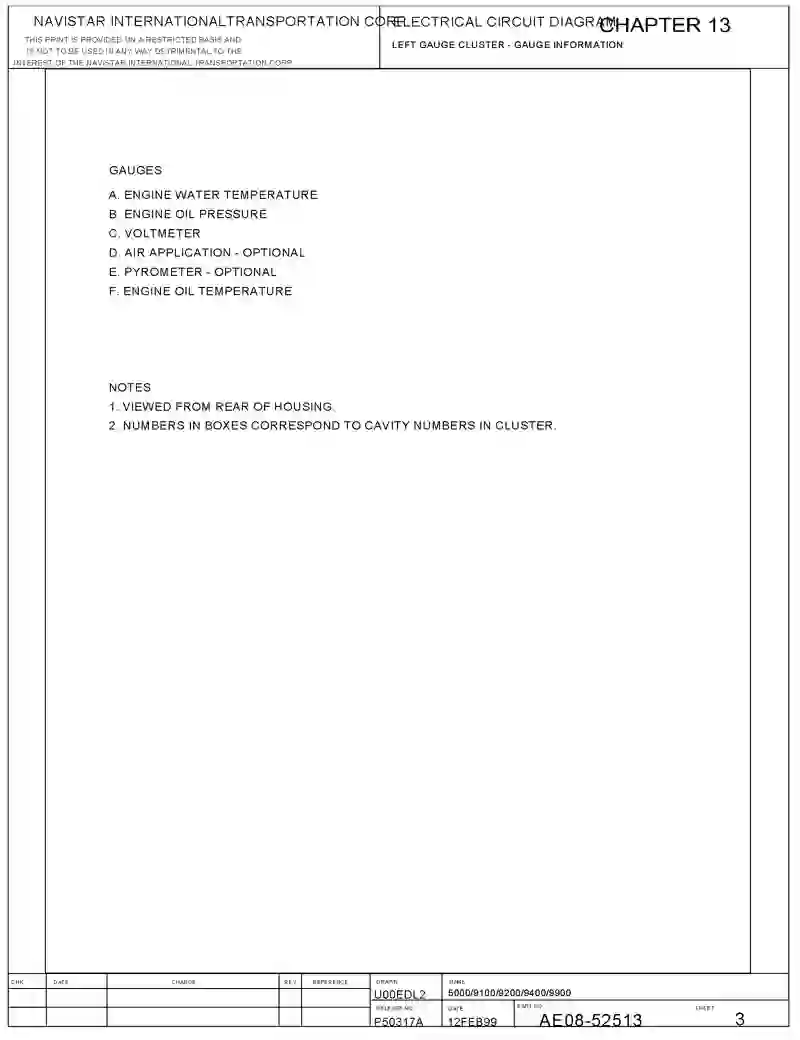 NAVISTAR INTERNATIONALTRANSPORTATION CORP.
THIS PRINT IS PROVIDED ON A RESTRICTED BASIS AND
IS NOT TO BE USED IN ANY WAY DETRIMENTAL TO THE
INTEREST OF THE NAVISTAR INTERNATIONAL TRANSPORTATION CORP.
ELECTRICAL CIRCUIT DIAGRAM
CHAPTER 13
LEFT GAUGE CLUSTER - GAUGE INFORMATION
GAUGES
A. ENGINE WATER TEMPERATURE
B. ENGINE OIL PRESSURE
C. VOLTMETER
D. AIR APPLICATION - OPTIONAL
E. PYROMETER - OPTIONAL
F. ENGINE OIL TEMPERATURE
NOTES
1. VIEWED FROM REAR OF HOUSING.
2. NUMBERS IN BOXES CORRESPOND TO CAVITY NUMBERS IN CLUSTER.
CHK DATE CHANGE REV REFERENCE
DRAWN
U00EDL2
NAME
5000/9100/9200/9400/9900
RELEASE NO.
P50317A
DATE
12FEB99
PART NO.
AE08-52513
SHEET
3